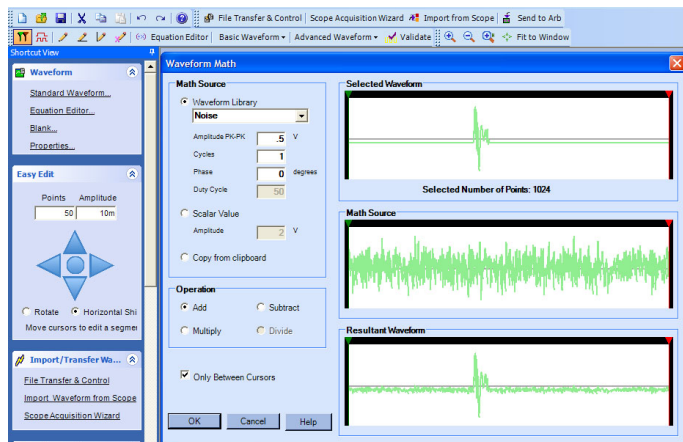 File Transfer & Control Scope Acquisition Wizard Import from Scope Send to Arb
Equation Editor Basic Waveform Advanced Waveform Validate Fit to Window
Shortcut View
Waveform
Standard Waveform...
Equation Editor...
Blank...
Properties...
Easy Edit
Points Amplitude
50 10m
Rotate Horizontal Shi
Move cursors to edit a segmen
Import/Transfer Wa...
File Transfer & Control
Import Waveform from Scope
Scope Acquisition Wizard
Waveform Math
Math Source
Waveform Library
Noise
Amplitude PK-PK .5 V
Cycles 1
Phase 0 degrees
Duty Cycle 50
Scalar Value
Amplitude 2 V
Copy from clipboard
Operation
Add Subtract
Multiply Divide
Only Between Cursors
OK Cancel Help
Selected Waveform
Selected Number of Points: 1024
Math Source
Resultant Waveform